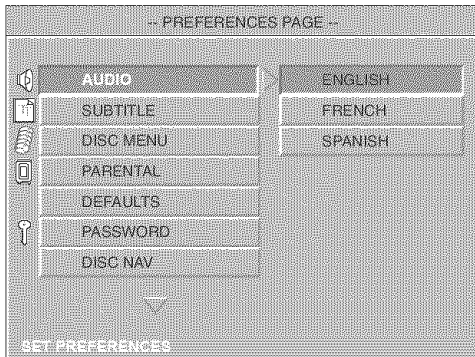 -- PREFERENCES PAGE --
AUDIO
ENGLISH
SUBTITLE
FRENCH
DISC MENU
SPANISH
PARENTAL
DEFAULTS
PASSWORD
DISC NAV
SET PREFERENCES